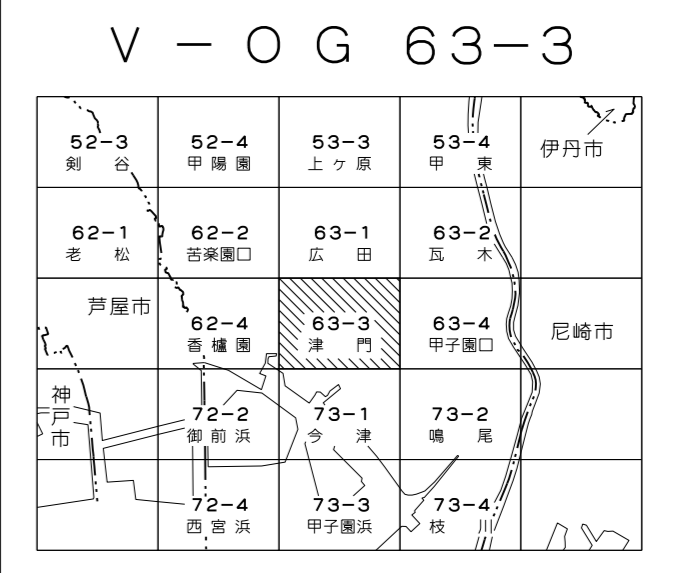 V－OG 63－3
52-3
剣 谷
52-4
甲陽園
53-3
上ヶ原
53-4
甲 東
伊丹市
62-1
老 松
62-2
苦楽園口
63-1
広 田
63-2
瓦 木
芦屋市
62-4
香櫨園
63-3
津 門
63-4
甲子園口
尼崎市
神戸市
72-2
御前浜
73-1
今 津
73-2
鳴 尾
72-4
西宮浜
73-3
甲子園浜
73-4
枝 川